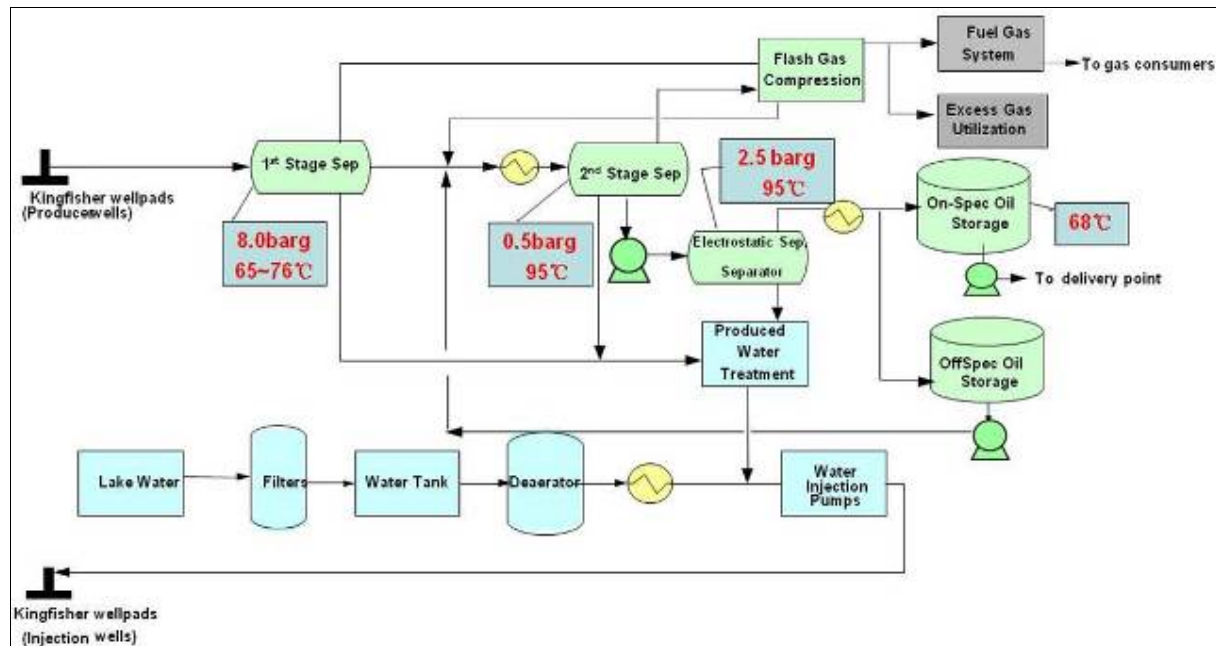 Fuel Gas
System
To gas consumers
Flash Gas
Compression
Excess Gas
Utilization
1st Stage Sep
2nd Stage Sep
2.5 barg
95℃
On-Spec Oil
Storage
68℃
Kingfisher wellpads
(Producerwells)
8.0barg
65~76℃
0.5barg
95℃
Electrostatic Sep.
Separator
To delivery point
Produced
Water
Treatment
OffSpec Oil
Storage
Lake Water
Filters
Water Tank
Deaerator
Water
Injection
Pumps
Kingfisher wellpads
(Injection wells)